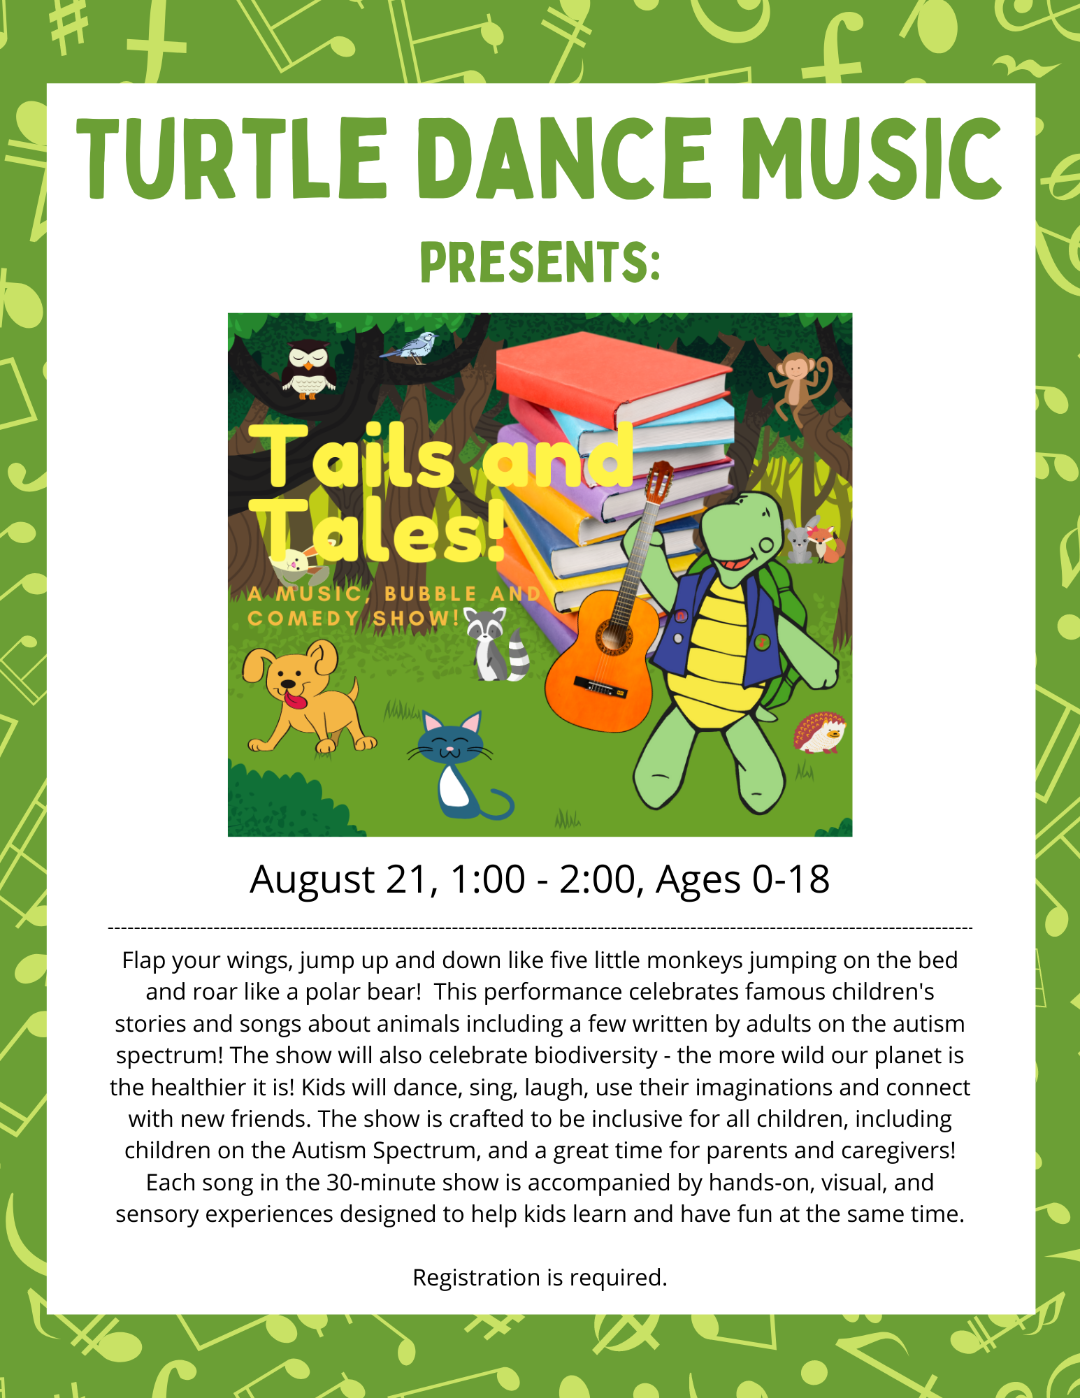 TURTLE DANCE MUSIC
PRESENTS:
Tails and
Tales!
A MUSIC, BUBBLE AND
COMEDY SHOW!
August 21, 1:00 - 2:00, Ages 0-18
Flap your wings, jump up and down like five little monkeys jumping on the bed
and roar like a polar bear!  This performance celebrates famous children's
stories and songs about animals including a few written by adults on the autism
spectrum! The show will also celebrate biodiversity - the more wild our planet is
the healthier it is! Kids will dance, sing, laugh, use their imaginations and connect
with new friends. The show is crafted to be inclusive for all children, including
children on the Autism Spectrum, and a great time for parents and caregivers!
Each song in the 30-minute show is accompanied by hands-on, visual, and
sensory experiences designed to help kids learn and have fun at the same time.
Registration is required.